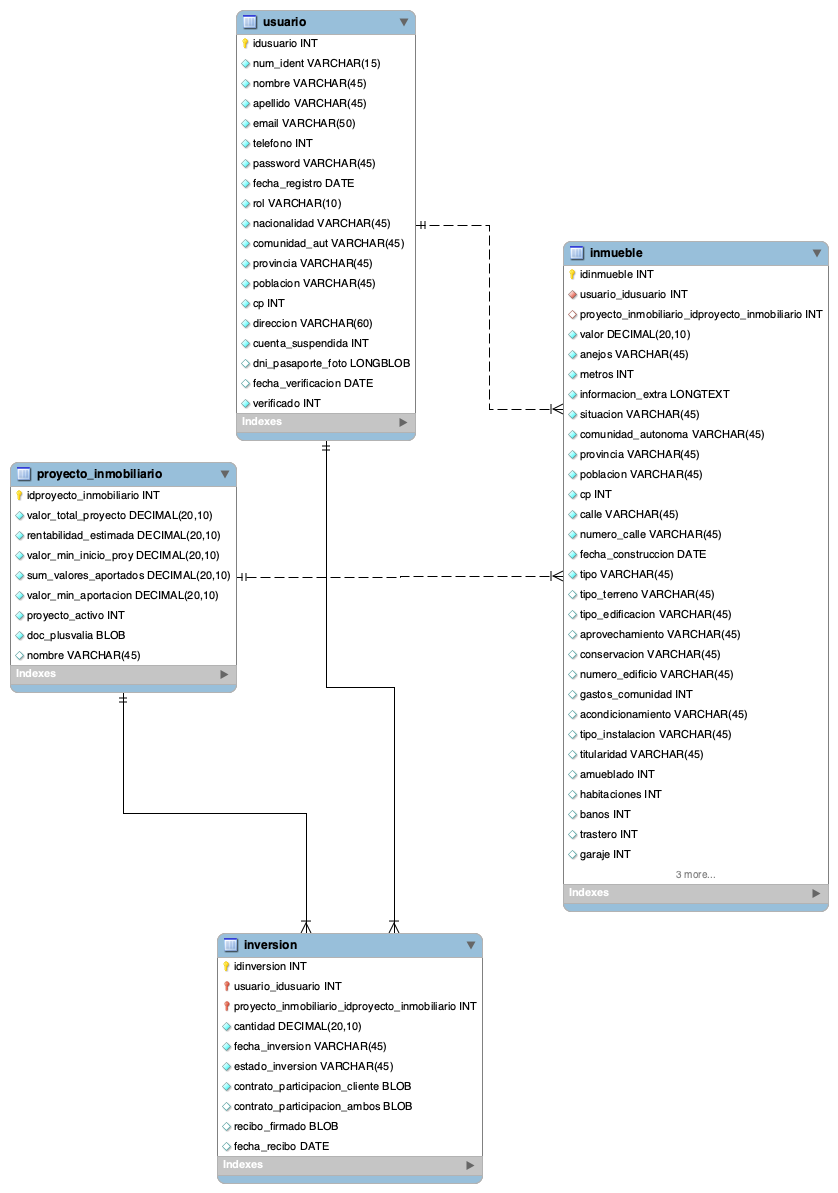 usuario
idusuario INT
num_ident VARCHAR(15)
nombre VARCHAR(45)
apellido VARCHAR(45)
email VARCHAR(50)
telefono INT
password VARCHAR(45)
fecha_registro DATE
rol VARCHAR(10)
nacionalidad VARCHAR(45)
comunidad_aut VARCHAR(45)
provincia VARCHAR(45)
poblacion VARCHAR(45)
cp INT
direccion VARCHAR(60)
cuenta_suspendida INT
dni_pasaporte_foto LONGBLOB
fecha_verificacion DATE
verificado INT
Indexes
inmueble
idinmueble INT
usuario_idusuario INT
proyecto_inmobiliario_idproyecto_inmobiliario INT
valor DECIMAL(20,10)
anejos VARCHAR(45)
metros INT
informacion_extra LONGTEXT
situacion VARCHAR(45)
comunidad_autonoma VARCHAR(45)
provincia VARCHAR(45)
poblacion VARCHAR(45)
cp INT
calle VARCHAR(45)
numero_calle VARCHAR(45)
fecha_construccion DATE
tipo VARCHAR(45)
tipo_terreno VARCHAR(45)
tipo_edificacion VARCHAR(45)
aprovechamiento VARCHAR(45)
conservacion VARCHAR(45)
numero_edificio VARCHAR(45)
gastos_comunidad INT
acondicionamiento VARCHAR(45)
tipo_instalacion VARCHAR(45)
titularidad VARCHAR(45)
amueblado INT
habitaciones INT
banos INT
trastero INT
garaje INT
3 more...
Indexes
proyecto_inmobiliario
idproyecto_inmobiliario INT
valor_total_proyecto DECIMAL(20,10)
rentabilidad_estimada DECIMAL(20,10)
valor_min_inicio_proy DECIMAL(20,10)
sum_valores_aportados DECIMAL(20,10)
valor_min_aportacion DECIMAL(20,10)
proyecto_activo INT
doc_plusvalia BLOB
nombre VARCHAR(45)
Indexes
inversion
idinversion INT
usuario_idusuario INT
proyecto_inmobiliario_idproyecto_inmobiliario INT
cantidad DECIMAL(20,10)
fecha_inversion VARCHAR(45)
estado_inversion VARCHAR(45)
contrato_participacion_cliente BLOB
contrato_participacion_ambos BLOB
recibo_firmado BLOB
fecha_recibo DATE
Indexes